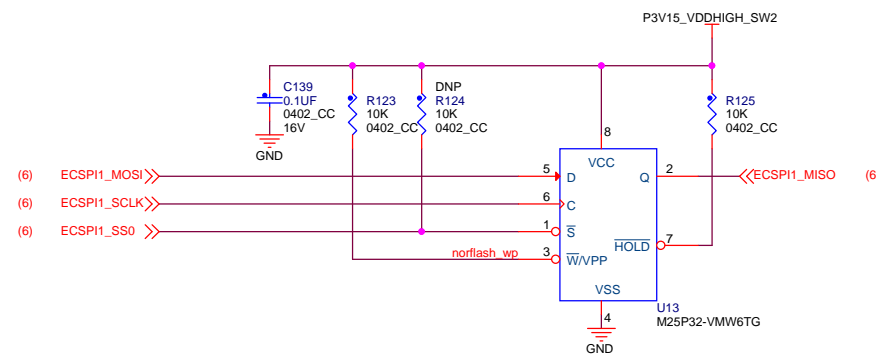 P3V15_VDDHIGH_SW2
C139
0.1UF
0402_CC
16V
GND
R123
10K
0402_CC
DNP
R124
10K
0402_CC
R125
10K
0402_CC
8
VCC
(6) ECSPI1_MOSI 5 D
Q 2 ECSPI1_MISO (6
(6) ECSPI1_SCLK 6 C
(6) ECSPI1_SS0 1 S
norflash_wp 3 W/VPP
HOLD 7
VSS
4
GND
U13
M25P32-VMW6TG